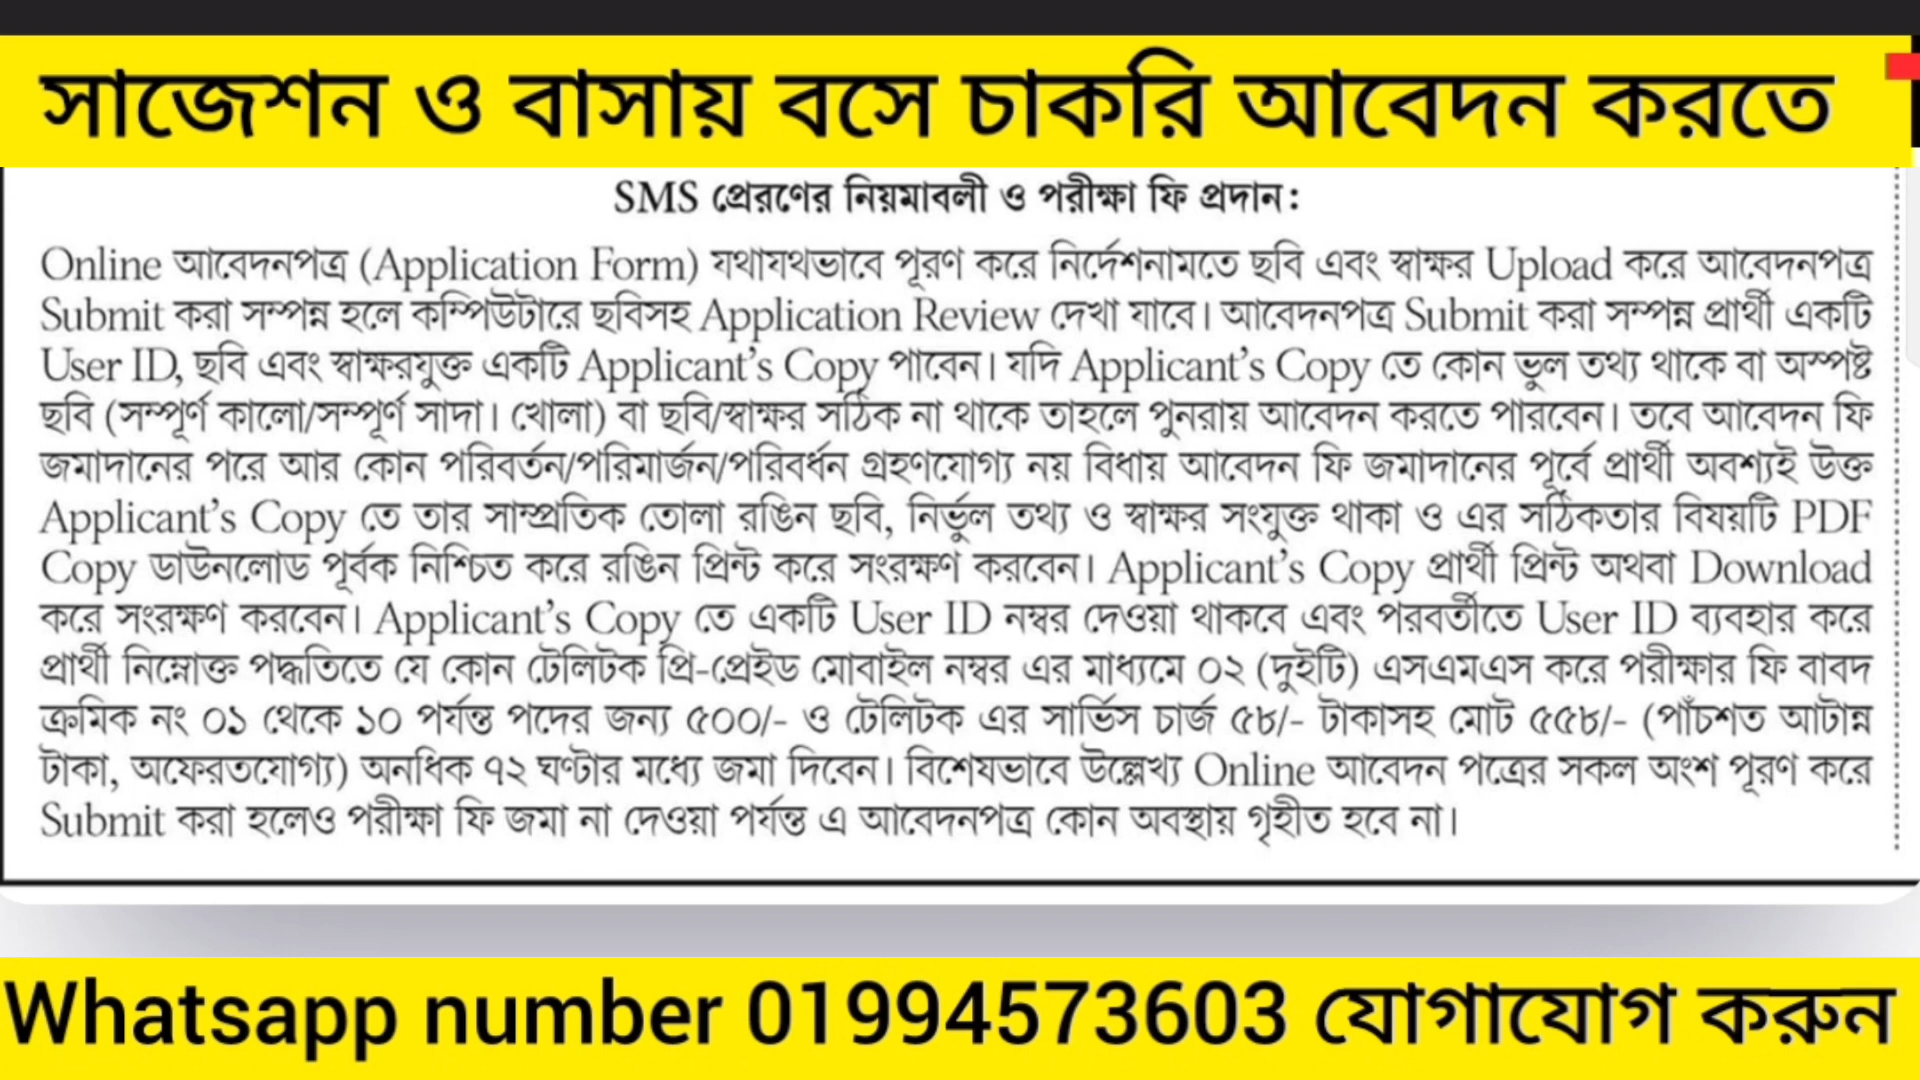 সাজেশন ও বাসায় বসে চাকরি আবেদন করতে
SMS প্রেরণের নিয়মাবলী ও পরীক্ষা ফি প্রদান:
Online আবেদনপত্র (Application Form) যথাযথভাবে পূরণ করে নির্দেশনামতে ছবি এবং স্বাক্ষর Upload করে আবেদনপত্র
Submit করা সম্পন্ন হলে কম্পিউটারে ছবিসহ Application Review দেখা যাবে। আবেদনপত্র Submit করা সম্পন্ন প্রার্থী একটি
User ID, ছবি এবং স্বাক্ষরযুক্ত একটি Applicant's Copy পাবেন। যদি Applicant's Copy তে কোন ভুল তথ্য থাকে বা অস্পষ্ট
ছবি (সম্পূর্ণ কালো/সম্পূর্ণ সাদা। খোলা) বা ছবি/স্বাক্ষর সঠিক না থাকে তাহলে পুনরায় আবেদন করতে পারবেন। তবে আবেদন ফি
জমাদানের পরে আর কোন পরিবর্তন/পরিমার্জন/পরিবর্ধন গ্রহণযোগ্য নয় বিধায় আবেদন ফি জমাদানের পূর্বে প্রার্থী অবশ্যই উক্ত
Applicant's Copy তে তার সাম্প্রতিক তোলা রঙিন ছবি, নির্ভুল তথ্য ও স্বাক্ষর সংযুক্ত থাকা ও এর সঠিকতার বিষয়টি PDF
Copy ডাউনলোড পূর্বক নিশ্চিত করে রঙিন প্রিন্ট করে সংরক্ষণ করবেন। Applicant's Copy প্রার্থী প্রিন্ট অথবা Download
করে সংরক্ষণ করবেন। Applicant's Copy তে একটি User ID নম্বর দেওয়া থাকবে এবং পরবর্তীতে User ID ব্যবহার করে
প্রার্থী নিম্নোক্ত পদ্ধতিতে যে কোন টেলিটক প্রি-প্রেইড মোবাইল নম্বর এর মাধ্যমে ০২ (দুইটি) এসএমএস করে পরীক্ষার ফি বাবদ
ক্রমিক নং ০১ থেকে ১০ পর্যন্ত পদের জন্য ৫০০/- ও টেলিটক এর সার্ভিস চার্জ ৫৮/- টাকাসহ মোট ৫৫৮/- (পাঁচশত আটান্ন
টাকা, অফেরতযোগ্য) অনধিক ৭২ ঘণ্টার মধ্যে জমা দিবেন। বিশেষভাবে উল্লেখ্য Online আবেদন পত্রের সকল অংশ পূরণ করে
Submit করা হলেও পরীক্ষা ফি জমা না দেওয়া পর্যন্ত এ আবেদনপত্র কোন অবস্থায় গৃহীত হবে না।
Whatsapp number 01994573603 যোগাযোগ করুন